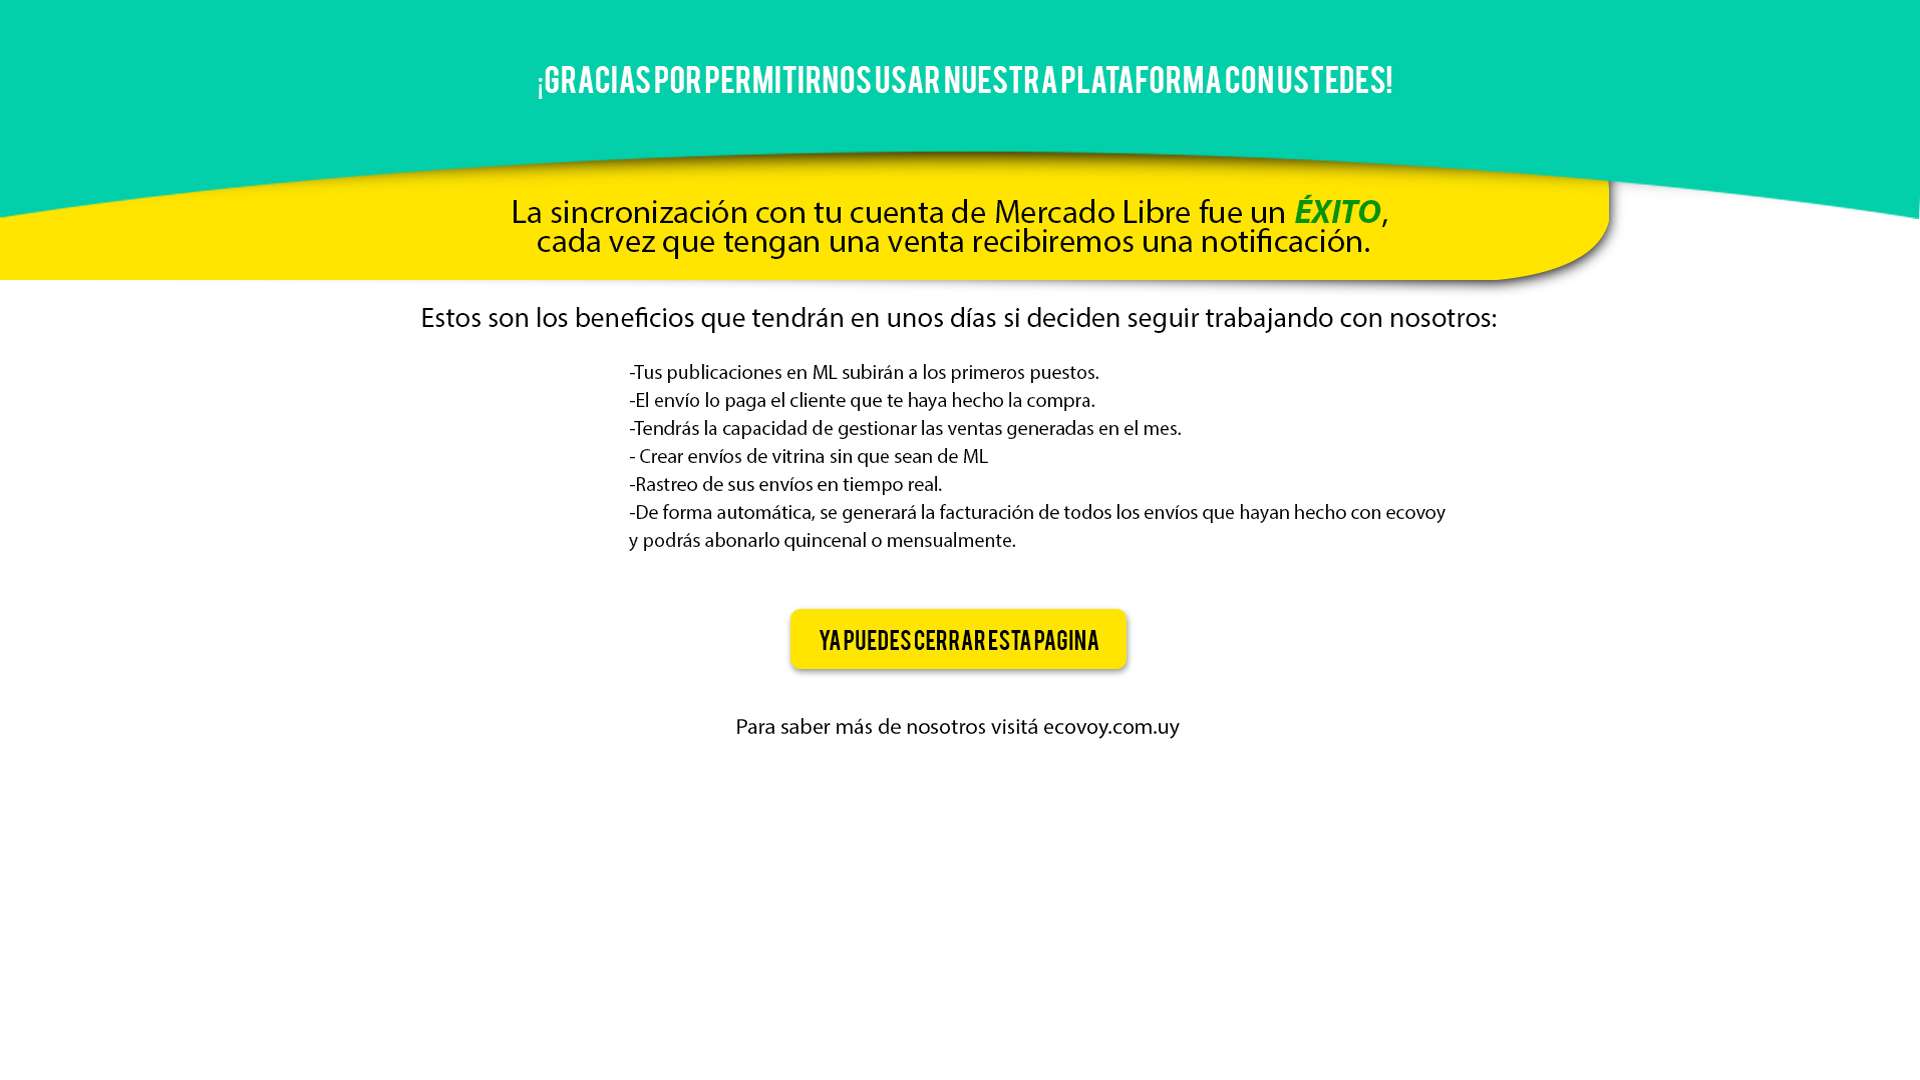 ¡GRACIAS POR PERMITIRNOS USAR NUESTRA PLATAFORMA CON USTEDES!
La sincronización con tu cuenta de Mercado Libre fue un ÉXITO,
cada vez que tengan una venta recibiremos una notificación.
Estos son los beneficios que tendrán en unos días si deciden seguir trabajando con nosotros:
-Tus publicaciones en ML subirán a los primeros puestos.
-El envío lo paga el cliente que te haya hecho la compra.
-Tendrás la capacidad de gestionar las ventas generadas en el mes.
- Crear envíos de vitrina sin que sean de ML
-Rastreo de sus envíos en tiempo real.
-De forma automática, se generará la facturación de todos los envíos que hayan hecho con ecovoy
y podrás abonarlo quincenal o mensualmente.
YA PUEDES CERRAR ESTA PAGINA
Para saber más de nosotros visitá ecovoy.com.uy